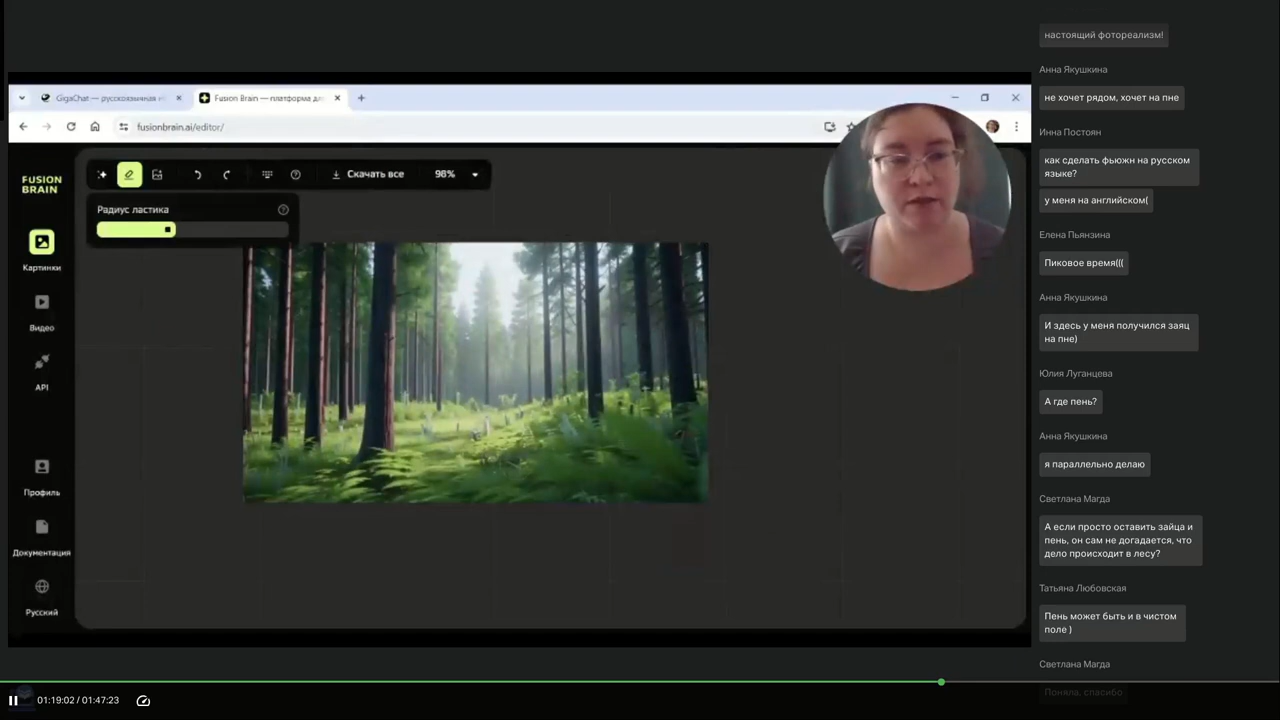 GigaChat — русскоязычная
Fusion Brain — платформа для
fusionbrain.ai/editor/
FUSION
BRAIN
Скачать все
98%
Радиус ластика
Картинки
Видео
API
Профиль
Документация
Русский
01:19:02 / 01:47:23
настоящий фотореализм!
Анна Якушкина
не хочет рядом, хочет на пне
Инна Постоян
как сделать фьюжн на русском
языке?
у меня на английском(
Елена Пьянзина
Пиковое время(((
Анна Якушкина
И здесь у меня получился заяц
на пне)
Юлия Луганцева
А где пень?
Анна Якушкина
я параллельно делаю
Светлана Магда
А если просто оставить зайца и
пень, он сам не догадается, что
дело происходит в лесу?
Татьяна Любовская
Пень может быть и в чистом
поле )
Светлана Магда
Поняла, спасибо